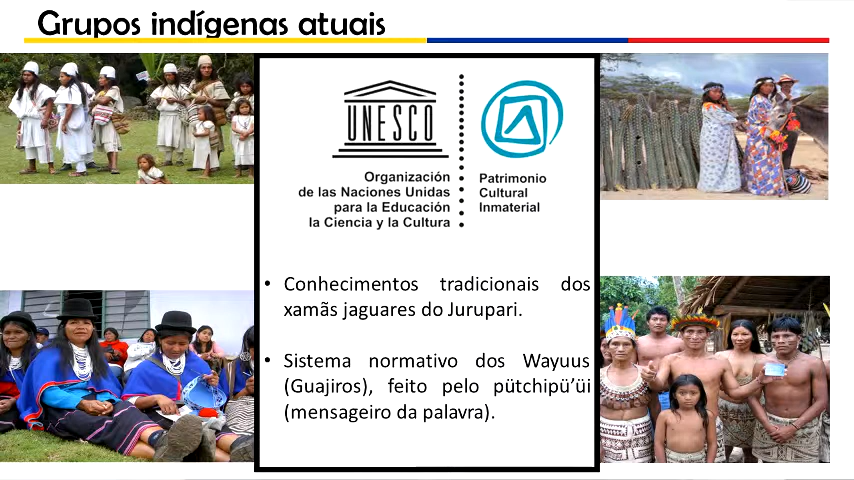 Grupos indígenas atuais
UNESCO
Organización
de las Naciones Unidas
para la Educación
la Ciencia y la Cultura
Patrimonio
Cultural
Inmaterial
• Conhecimentos tradicionais dos
xamãs jaguares do Jurupari.
• Sistema normativo dos Wayuus
(Guajiros), feito pelo pütchipü’üi
(mensageiro da palavra).